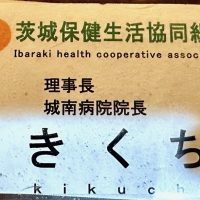 茨城保健生活協同組
Ibaraki health cooperative assoc
理事長
城南病院院長
きくち
kikuch